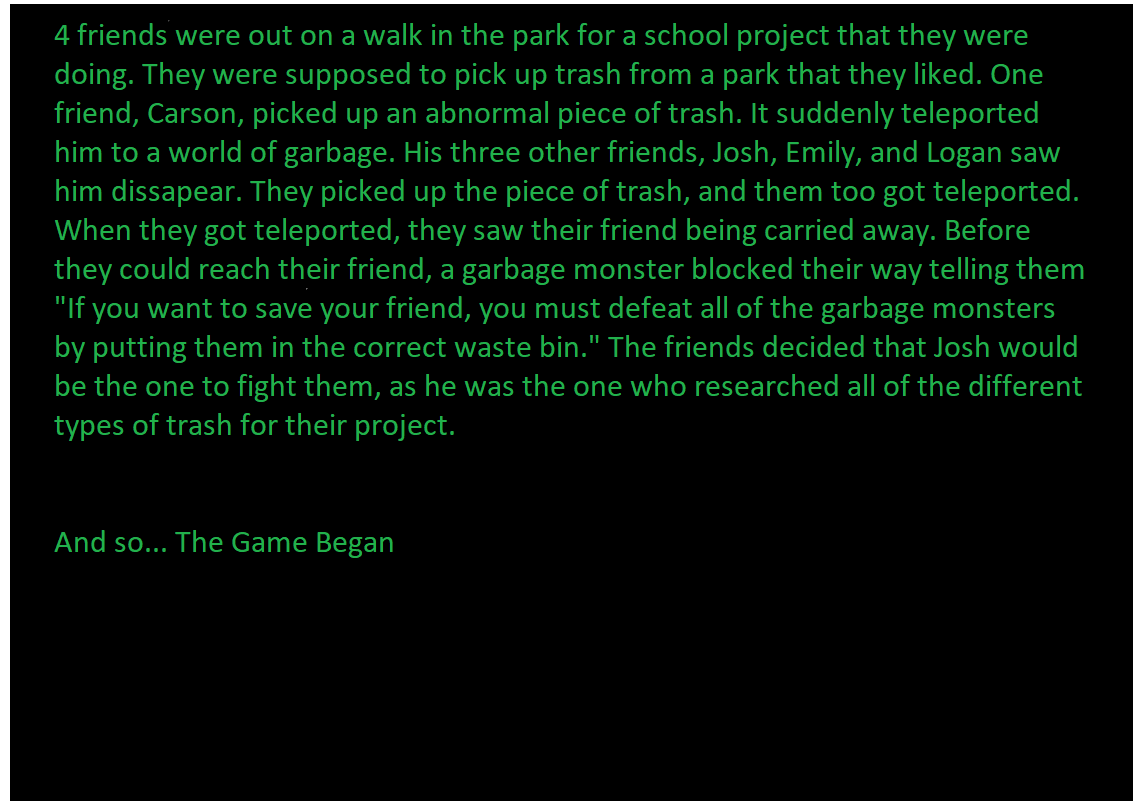 4 friends were out on a walk in the park for a school project that they were
doing. They were supposed to pick up trash from a park that they liked. One
friend, Carson, picked up an abnormal piece of trash. It suddenly teleported
him to a world of garbage. His three other friends, Josh, Emily, and Logan saw
him dissapear. They picked up the piece of trash, and them too got teleported.
When they got teleported, they saw their friend being carried away. Before
they could reach their friend, a garbage monster blocked their way telling them
"If you want to save your friend, you must defeat all of the garbage monsters
by putting them in the correct waste bin." The friends decided that Josh would
be the one to fight them, as he was the one who researched all of the different
types of trash for their project.
And so... The Game Began